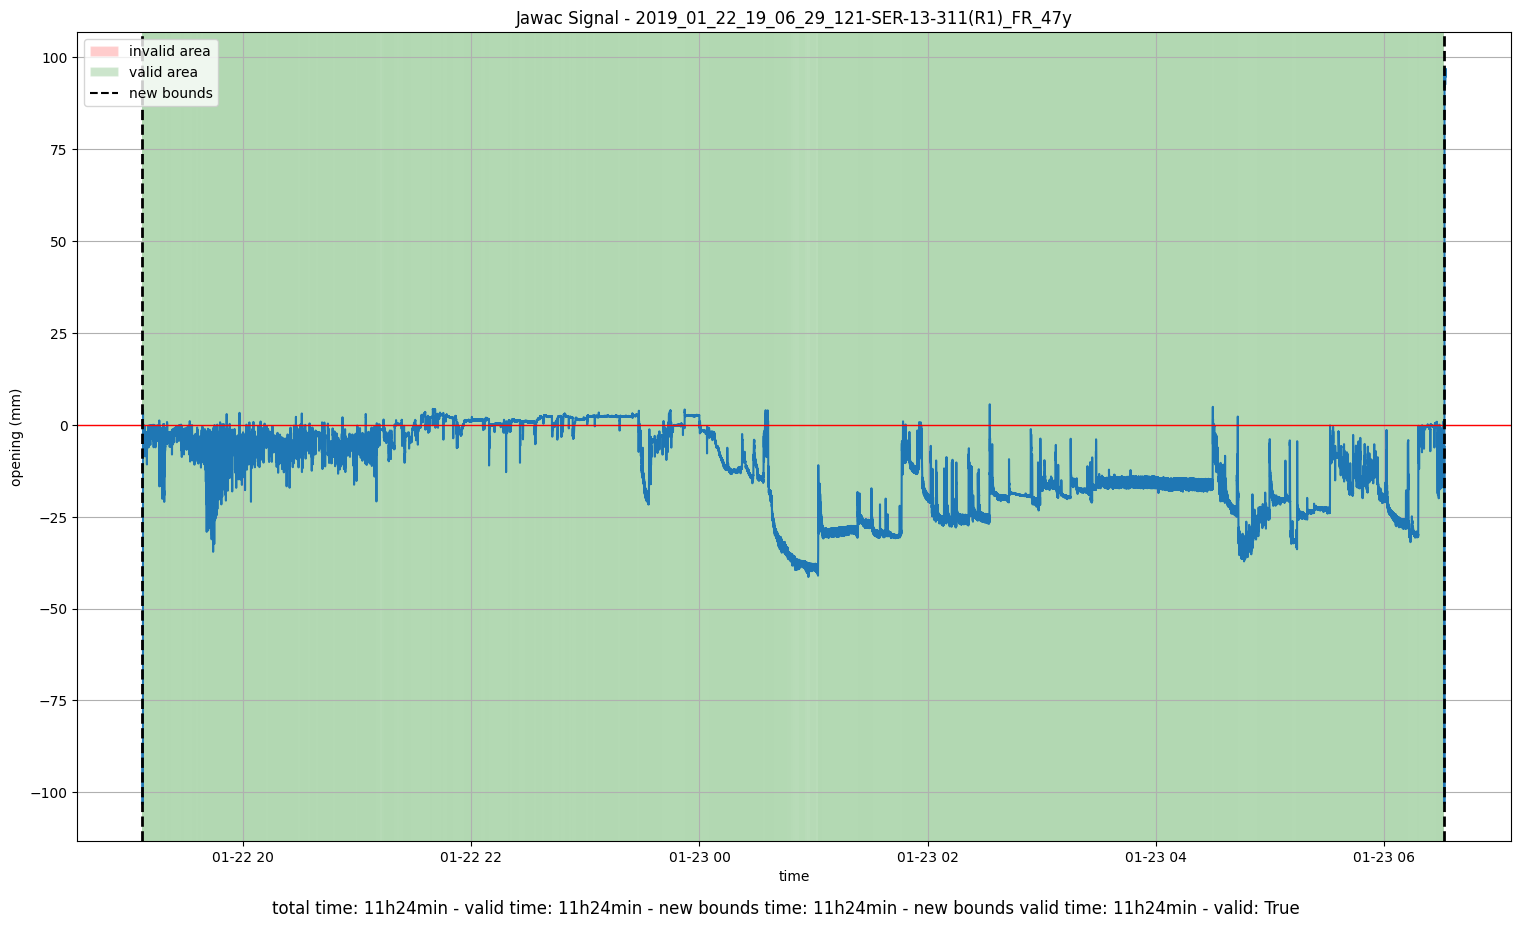 Jawac Signal - 2019_01_22_19_06_29_121-SER-13-311(R1)_FR_47y
invalid area
valid area
new bounds
100
75
50
25
0
−25
−50
−75
−100
opening (mm)
01-22 20
01-22 22
01-23 00
01-23 02
01-23 04
01-23 06
time
total time: 11h24min - valid time: 11h24min - new bounds time: 11h24min - new bounds valid time: 11h24min - valid: True